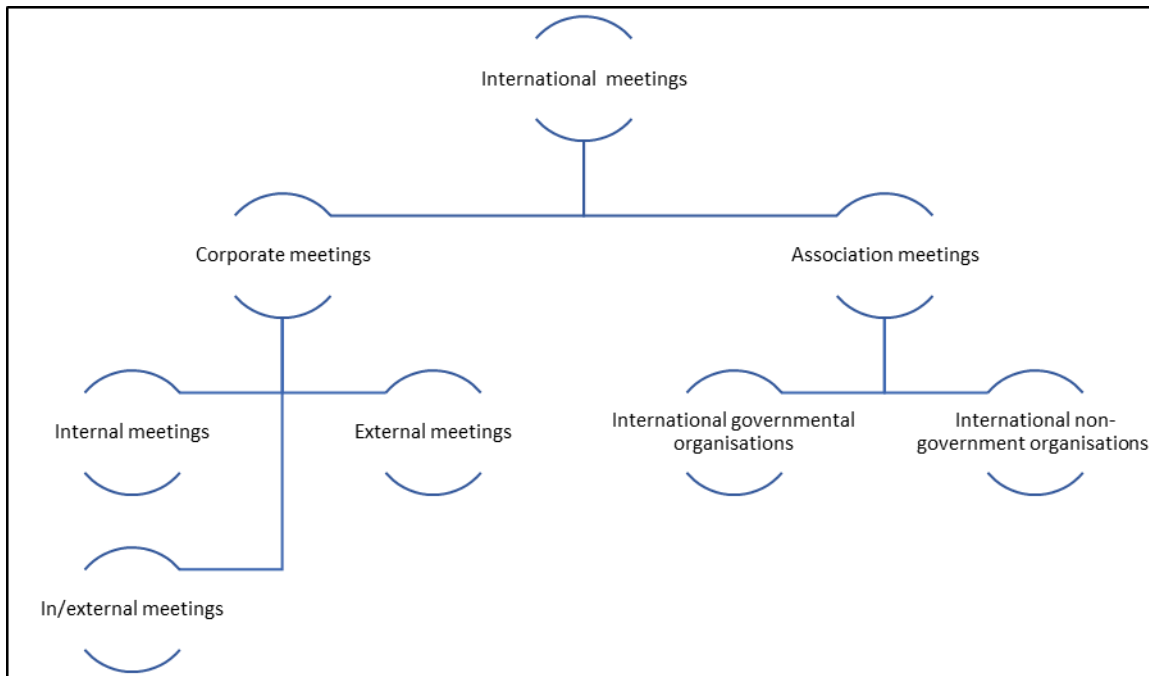 International meetings
Corporate meetings
Association meetings
Internal meetings
External meetings
International governmental
organisations
International non-
government organisations
In/external meetings